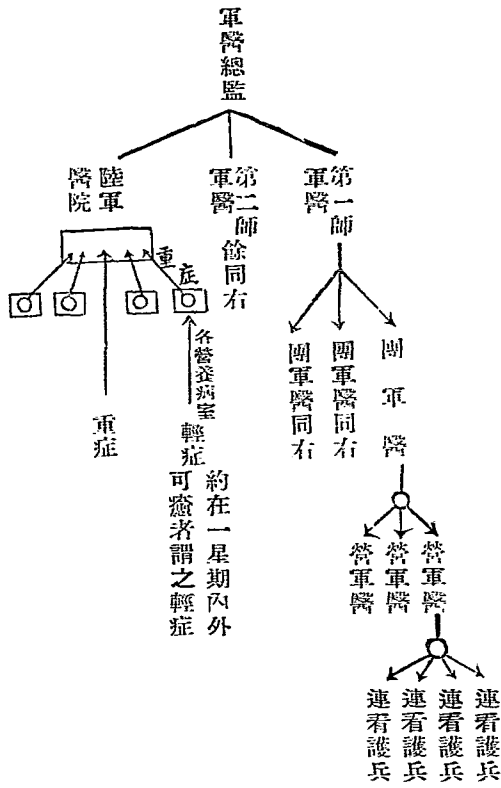 軍醫總監
第一師
軍醫
第二師
軍醫
餘同右
陸軍
醫院
團軍醫
團軍醫同右
團軍醫同右
營軍醫
營軍醫
營軍醫
連看護兵
連看護兵
連看護兵
連看護兵
重症
各營養病室
輕症
約在一星期內外
可癒者謂之輕症
重症